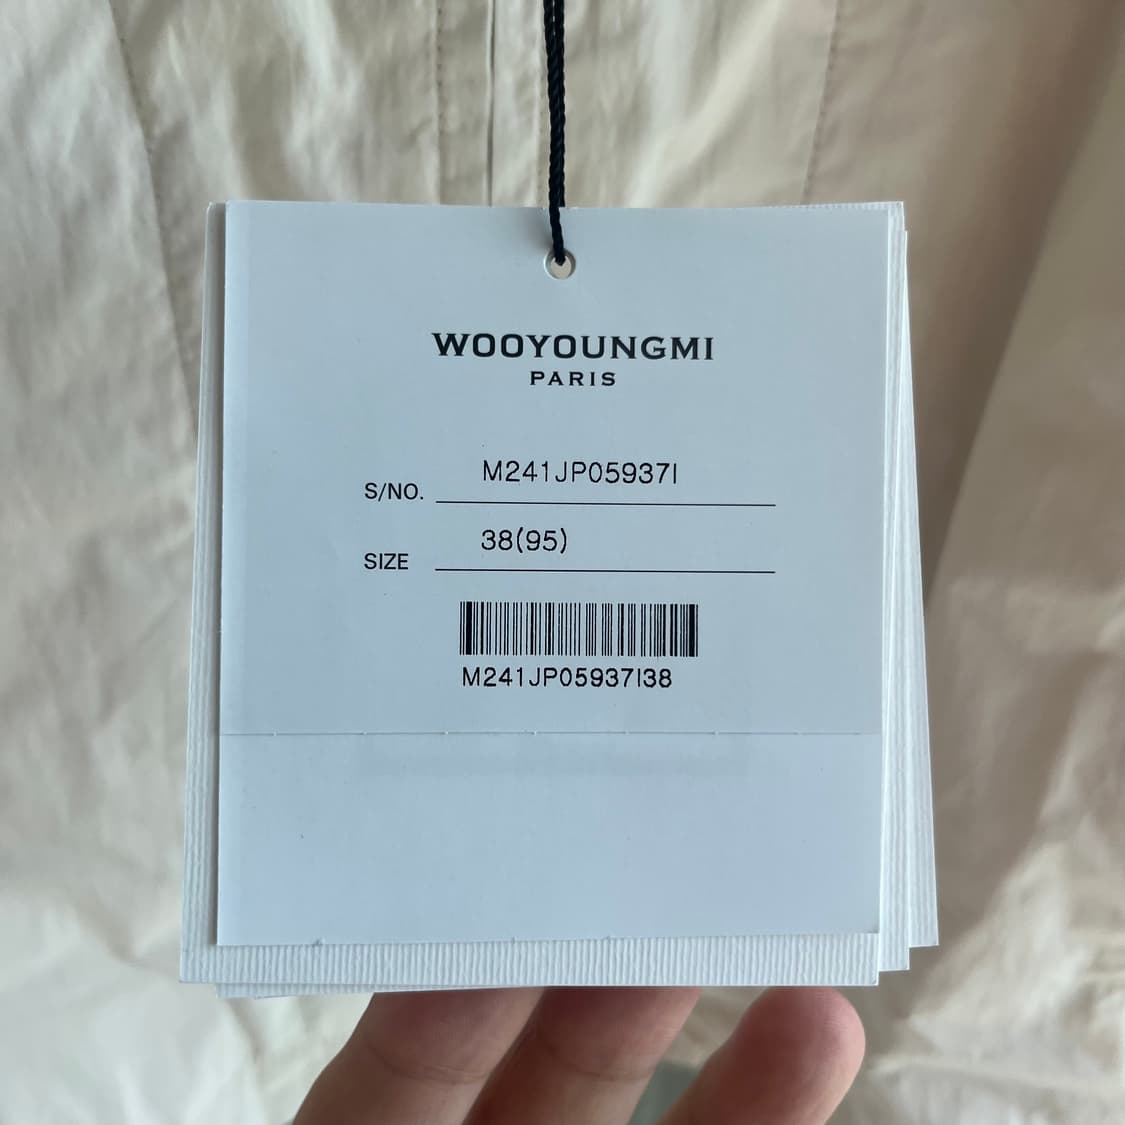 WOOYOUNGMI
PARIS
S/NO. M241JP05937I
SIZE 38(95)
M241JP05937I38